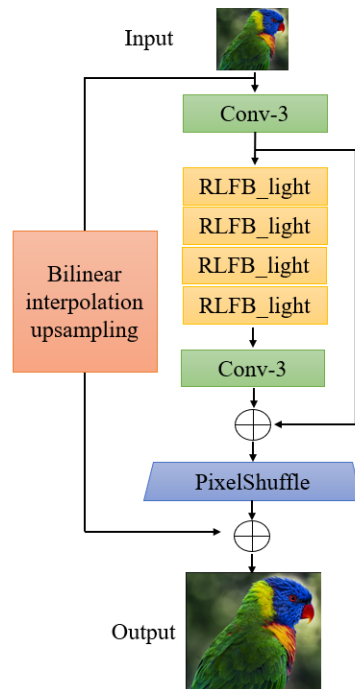 Input
Conv-3
RLFB_light
RLFB_light
RLFB_light
RLFB_light
Bilinear
interpolation
upsampling
Conv-3
PixelShuffle
Output